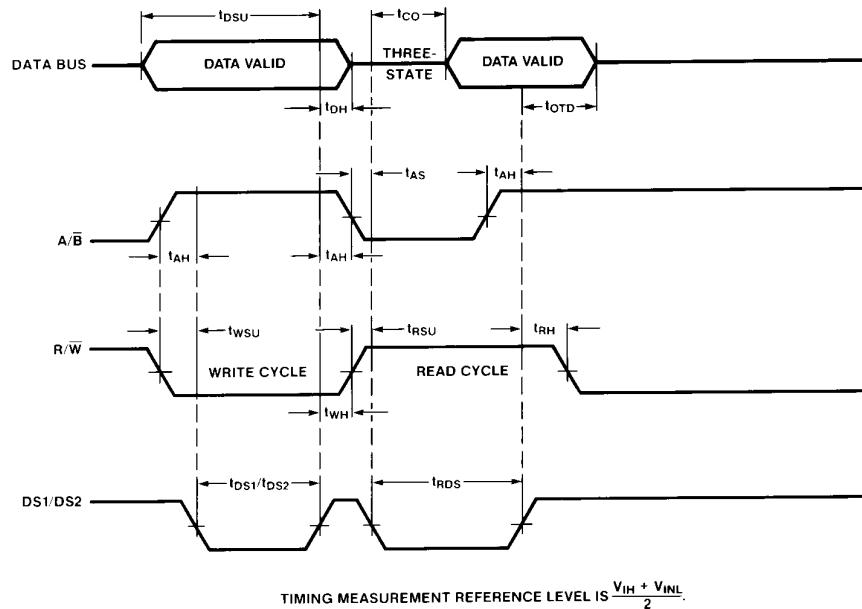 tDSU
tCO
DATA BUS
DATA VALID
THREE-
STATE
DATA VALID
tDH
tOTD
tAS
tAH
A/B̅
tAH
tAH
tWSU
tRSU
tRH
R/W̅
WRITE CYCLE
READ CYCLE
tWH
tDS1/tDS2
tRDS
DS1/DS2
TIMING MEASUREMENT REFERENCE LEVEL IS (VIH + VINL)/2.